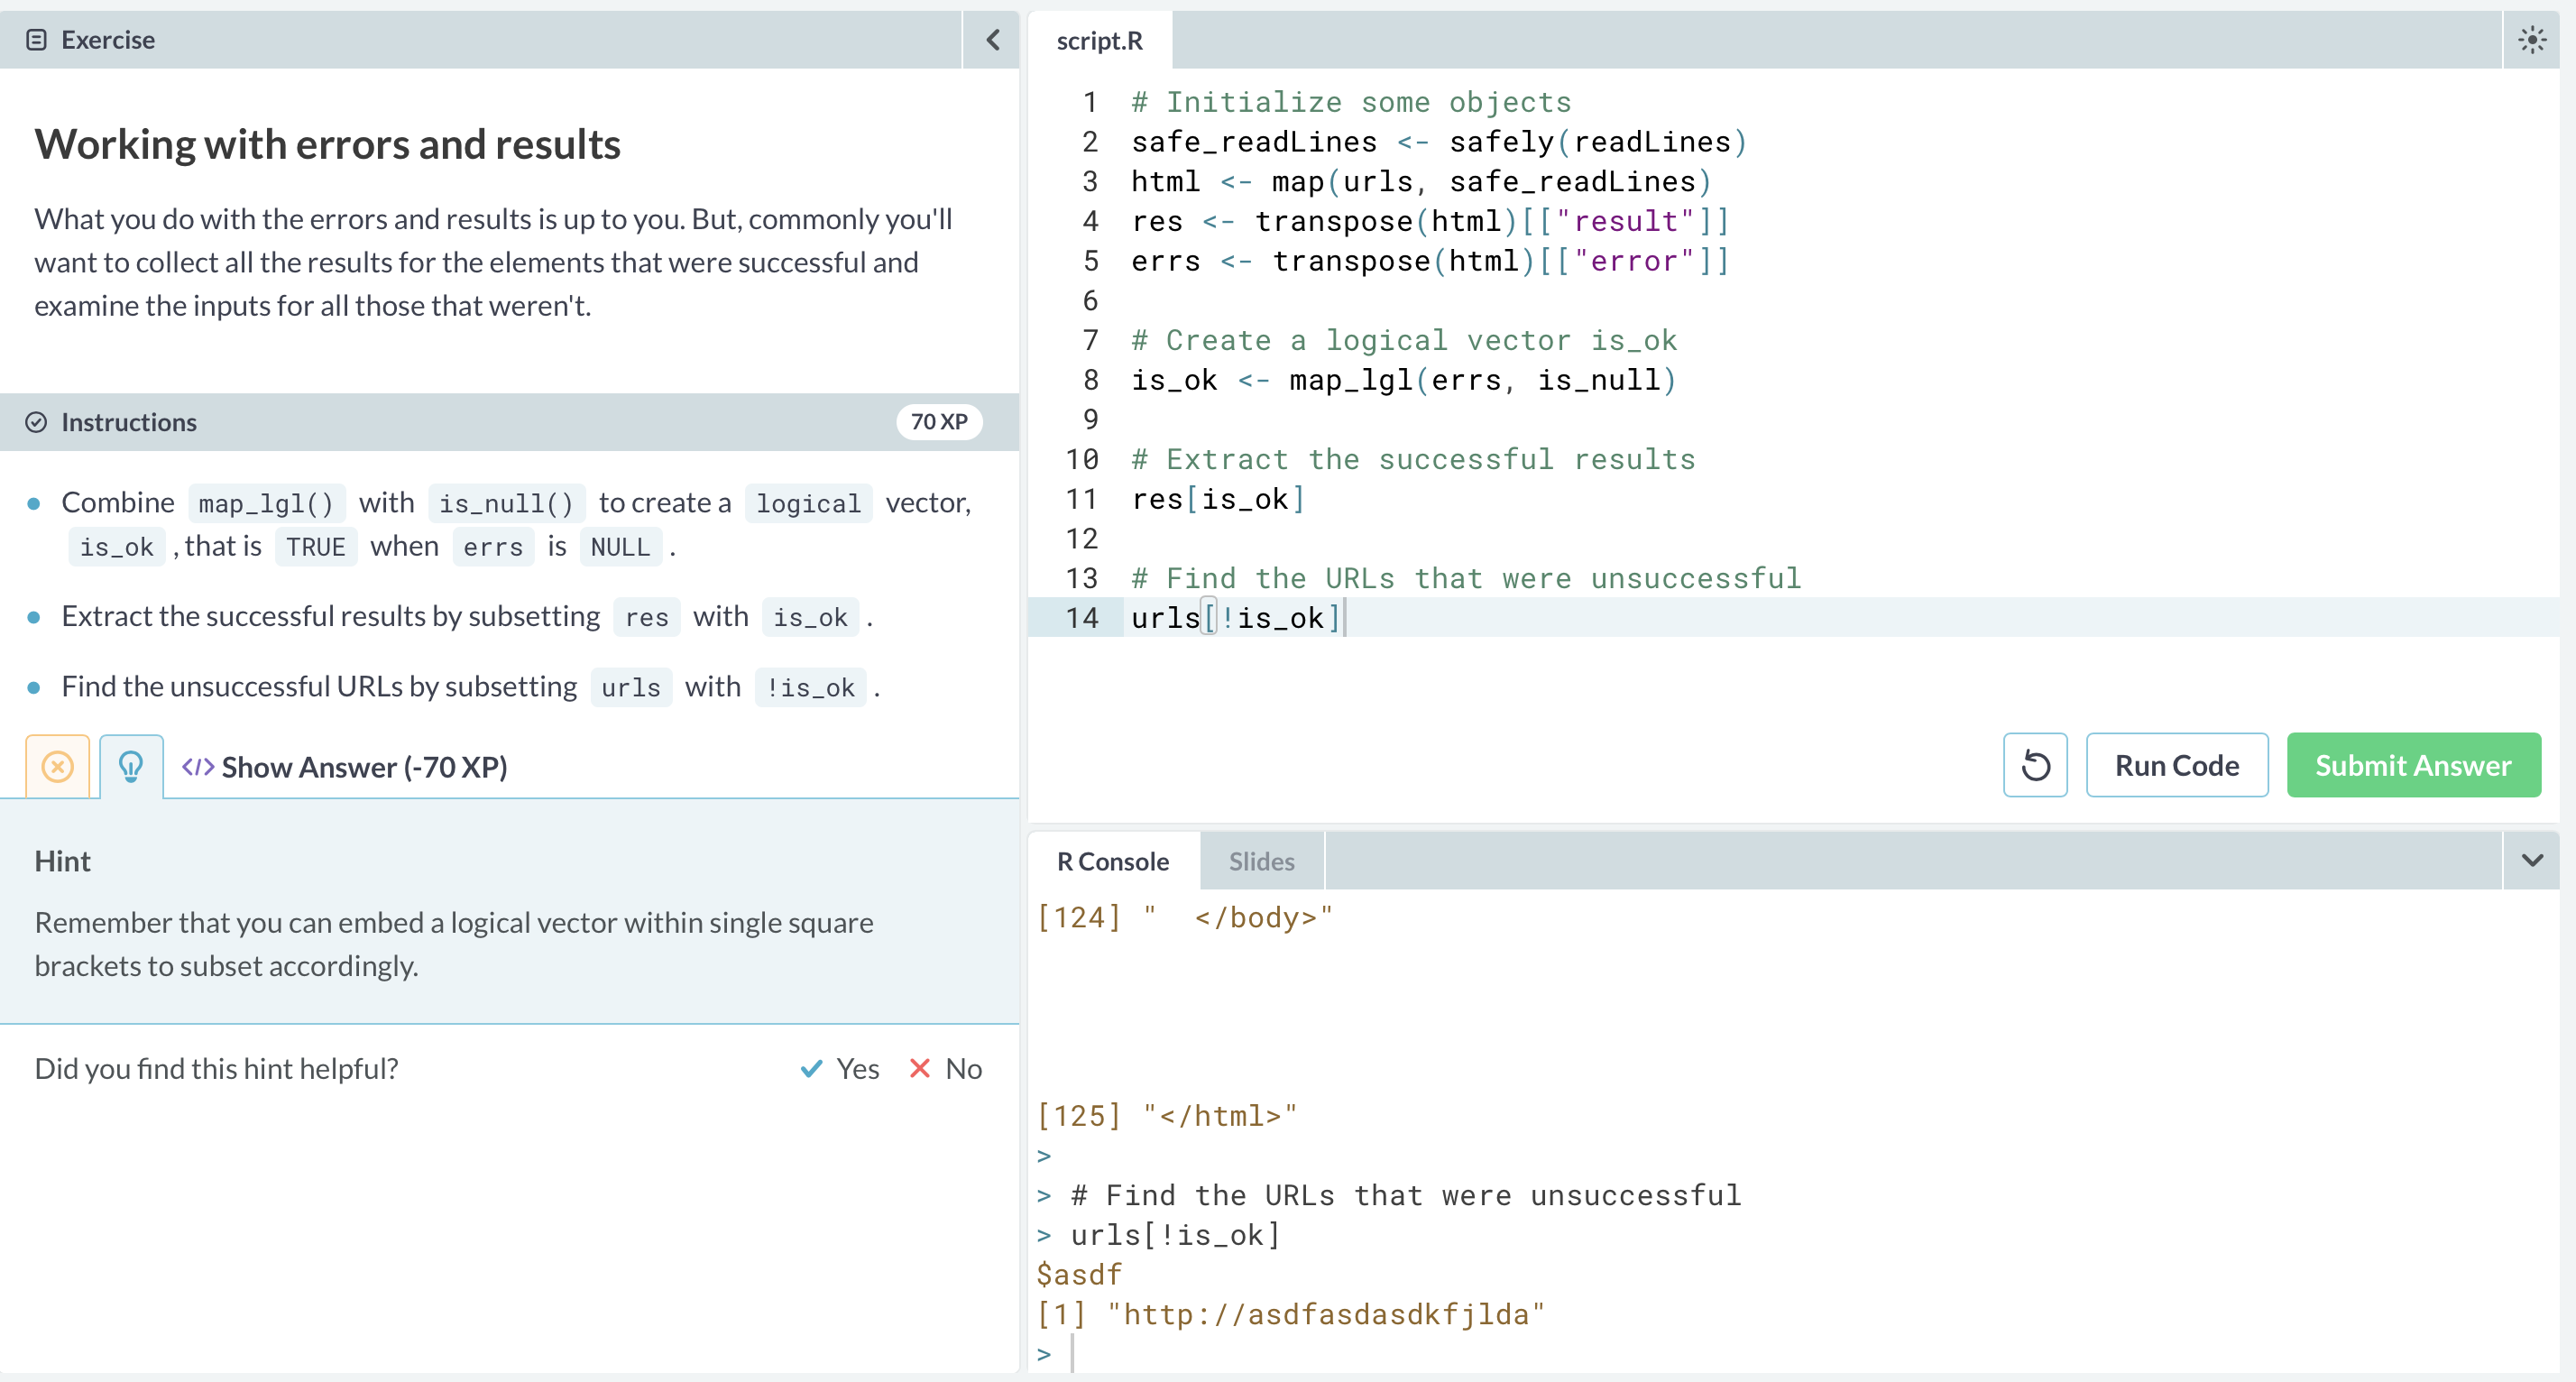 Exercise
Working with errors and results
What you do with the errors and results is up to you. But, commonly you'll
want to collect all the results for the elements that were successful and
examine the inputs for all those that weren't.
Instructions
70 XP
Combine map_lgl() with is_null() to create a logical vector,
is_ok , that is TRUE when errs is NULL .
Extract the successful results by subsetting res with is_ok .
Find the unsuccessful URLs by subsetting urls with !is_ok .
</> Show Answer (-70 XP)
Hint
Remember that you can embed a logical vector within single square
brackets to subset accordingly.
Did you find this hint helpful?
Yes
No
script.R
1 # Initialize some objects
2 safe_readLines <- safely(readLines)
3 html <- map(urls, safe_readLines)
4 res <- transpose(html)[["result"]]
5 errs <- transpose(html)[["error"]]
6
7 # Create a logical vector is_ok
8 is_ok <- map_lgl(errs, is_null)
9
10 # Extract the successful results
11 res[is_ok]
12
13 # Find the URLs that were unsuccessful
14 urls[!is_ok]
Run Code
Submit Answer
R Console
Slides
[124] "  </body>"
[125] "</html>"
>
> # Find the URLs that were unsuccessful
> urls[!is_ok]
$asdf
[1] "http://asdfasdasdkfjlda"
>